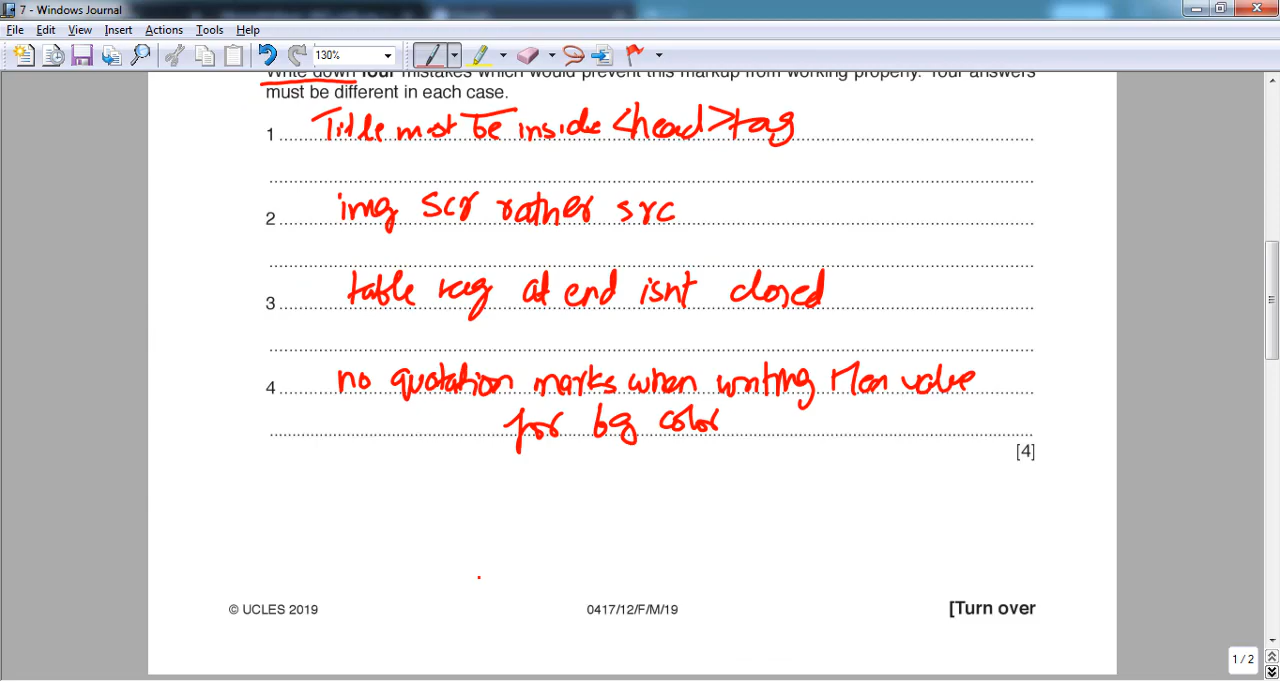 7 - Windows Journal
File Edit View Insert Actions Tools Help
130%
Write down four mistakes which would prevent this markup from working properly. Your answers
must be different in each case.
1 Title must be inside <head> tag
2 img scr rather src
3 table at end isnt closed
4 no quotation marks when writing value
for bg color
[4]
© UCLES 2019 0417/12/F/M/19 [Turn over
1 / 2